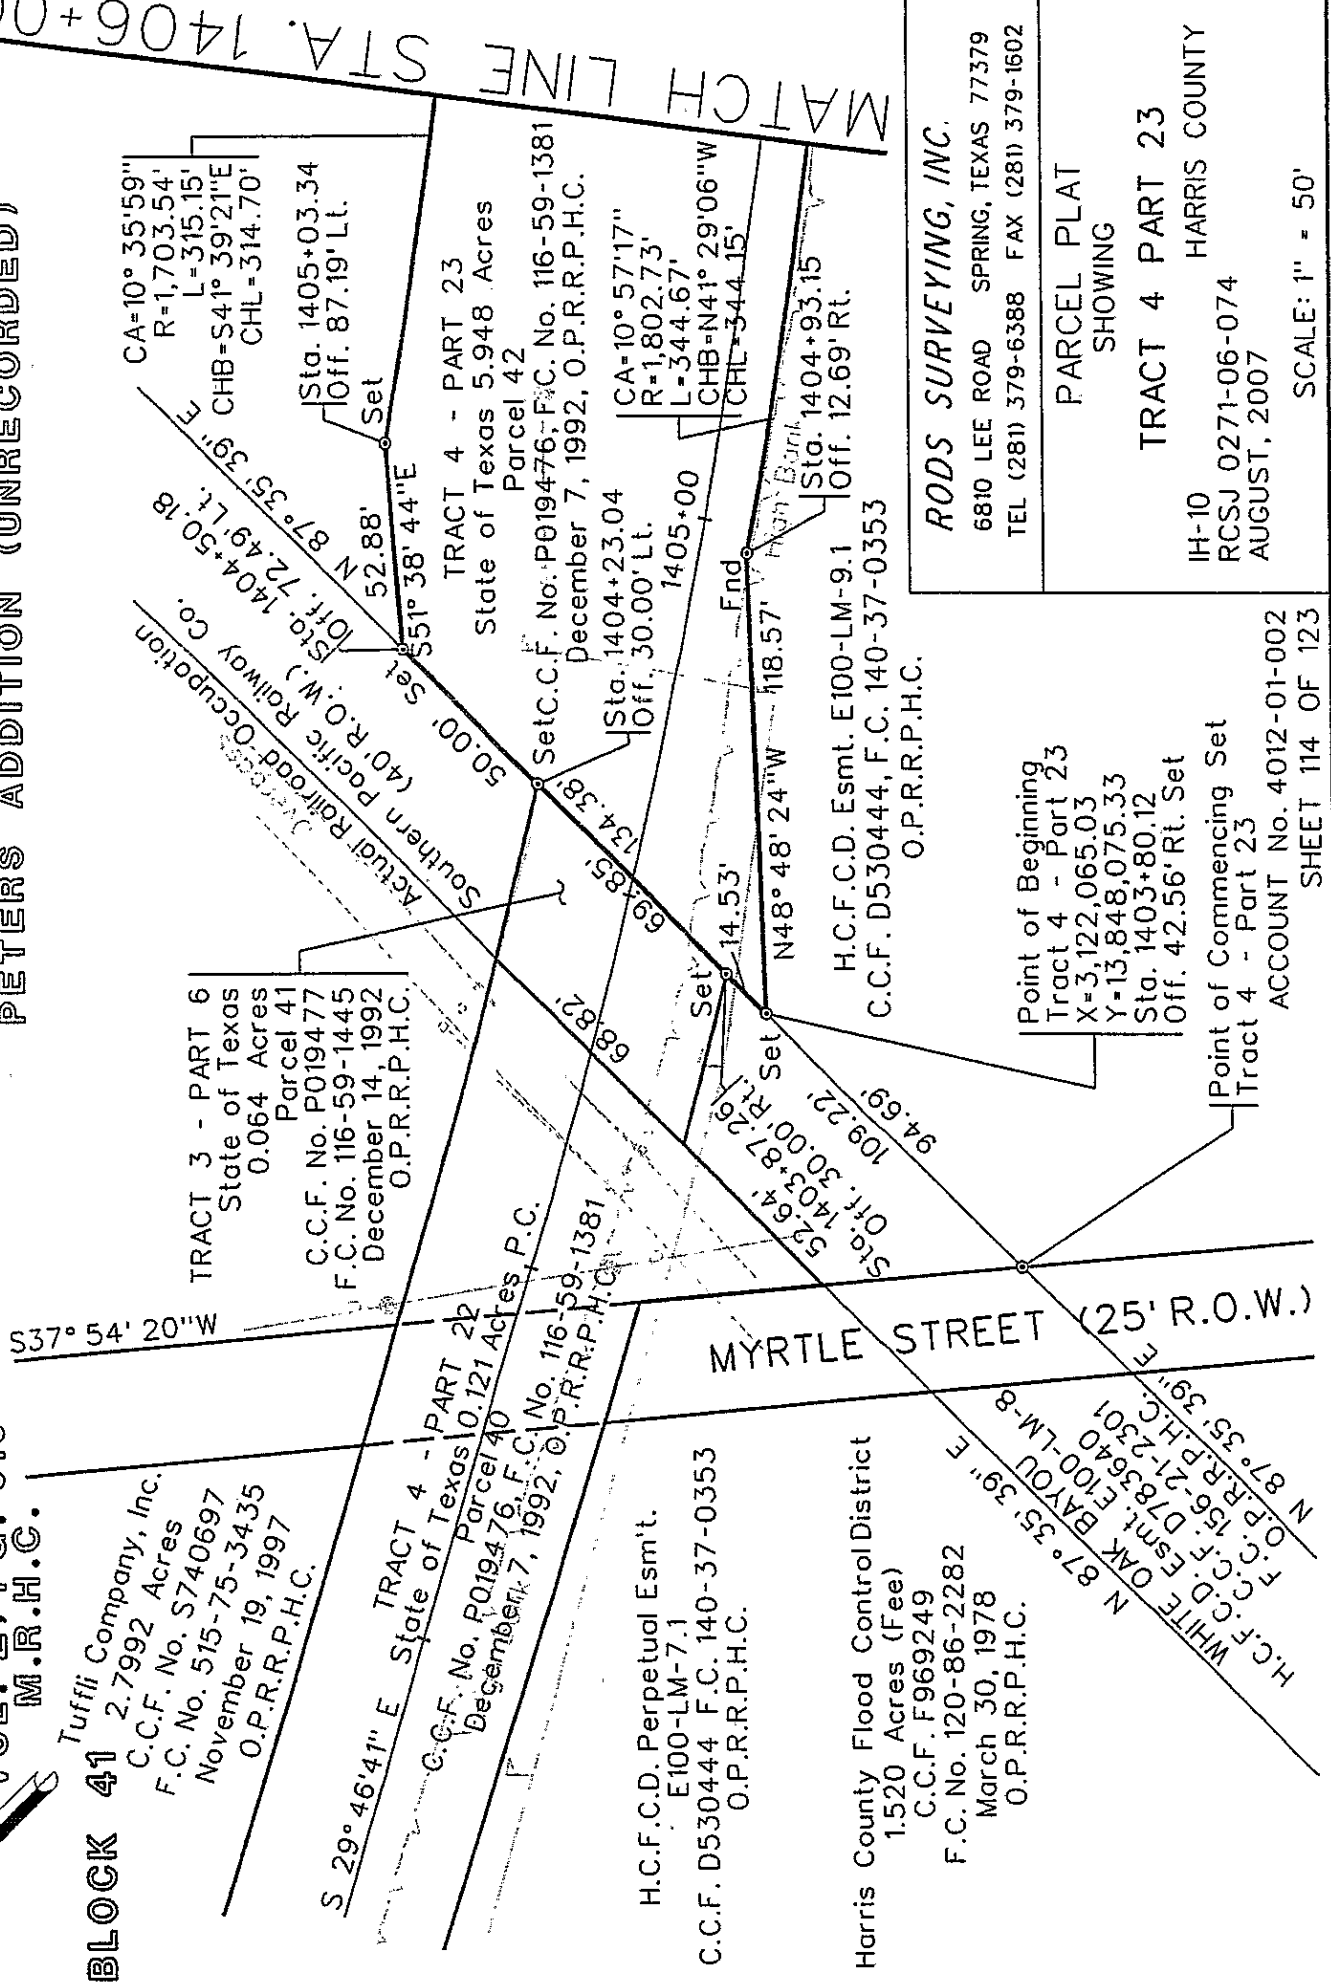 PETERS ADDITION (UNRECORDED)
M.R.H.C.
BLOCK 41
Tuffli Company, Inc.
2.7992 Acres
C.C.F. No. S740697
F.C. No. 515-75-3435
November 19, 1997
O.P.R.R.P.H.C.
S37° 54' 20"W
TRACT 3 - PART 6
State of Texas
0.064 Acres
Parcel 41
C.C.F. No. P019477
F.C. No. 116-59-1445
December 14, 1992
O.P.R.R.P.H.C.
Actual Railroad Occupation
Southern Pacific Railway Co.
(40' R.O.W.)
Sta. 1404+50.18
Off. 72.49' Lt.
N 87° 35' 39" E
CA=10° 35'59"
R=1,703.54'
L=315.15'
CHB=S41° 39'21"E
CHL=314.70'
MATCH LINE STA. 1406+0
Sta. 1405+03.34
Off. 87.19' Lt.
Set
52.88'
S51° 38' 44"E
Set
50.00'
TRACT 4 - PART 23
State of Texas 5.948 Acres
Parcel 42
C.C.F. No. P019476, F.C. No. 116-59-1381
December 7, 1992, O.P.R.R.P.H.C.
Set
Sta. 1404+23.04
Off. 30.00' Lt.
134.38'
69.85'
68.82'
1405+00
CA=10° 57'17"
R=1,802.73'
L=344.67'
CHB=N41° 29'06"W
CHL=344.15'
High Bank
Sta. 1404+93.15
Off. 12.69' Rt.
Fnd
118.57'
N48° 48' 24"W
14.53'
Set
Set
H.C.F.C.D. Esmt. E100-LM-9.1
C.C.F. D530444, F.C. 140-37-0353
O.P.R.R.P.H.C.
Sta. 1403+87.26
Off. 30.00' Rt.
52.64'
109.22'
94.69'
S 29° 46'41" E
TRACT 4 - PART 22
State of Texas 0.121 Acres, P.C.
Parcel 40
C.C.F. No. P019476, F.C. No. 116-59-1381
December 7, 1992, O.P.R.R.P.H.C.
MYRTLE STREET (25' R.O.W.)
H.C.F.C.D. Perpetual Esm't.
E100-LM-7.1
C.C.F. D530444 F.C. 140-37-0353
O.P.R.R.P.H.C.
Harris County Flood Control District
1.520 Acres (Fee)
C.C.F. F969249
F.C. No. 120-86-2282
March 30, 1978
O.P.R.R.P.H.C.
N 87° 35' 39" E
WHITE OAK BAYOU
H.C.F.C.D. Esmt. E100-LM-8
C.C.F. D783640
F.C. 156-21-2301
O.P.R.R.P.H.C.
N 87° 35' 39" E
Point of Beginning
Tract 4 - Part 23
X=3,122,065.03
Y=13,848,075.33
Sta. 1403+80.12
Off. 42.56' Rt. Set
Point of Commencing Set
Tract 4 - Part 23
ACCOUNT No. 4012-01-002
SHEET 114 OF 123
RODS SURVEYING, INC.
6810 LEE ROAD SPRING, TEXAS 77379
TEL (281) 379-6388 FAX (281) 379-1602
PARCEL PLAT
SHOWING
TRACT 4 PART 23
IH-10 HARRIS COUNTY
RCSJ 0271-06-074
AUGUST, 2007
SCALE: 1" = 50'